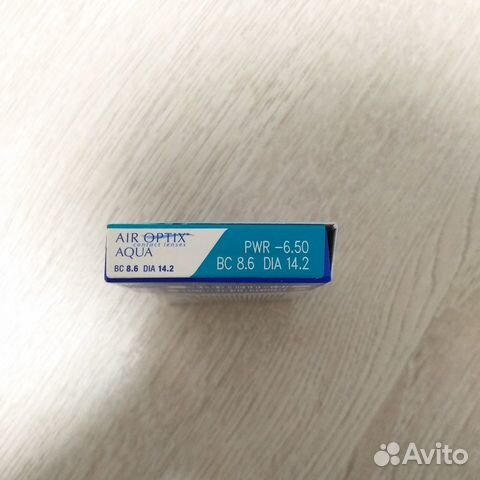 AIR OPTIX™
contact lenses
AQUA
BC 8.6 DIA 14.2
PWR -6.50
BC 8.6 DIA 14.2
Avito